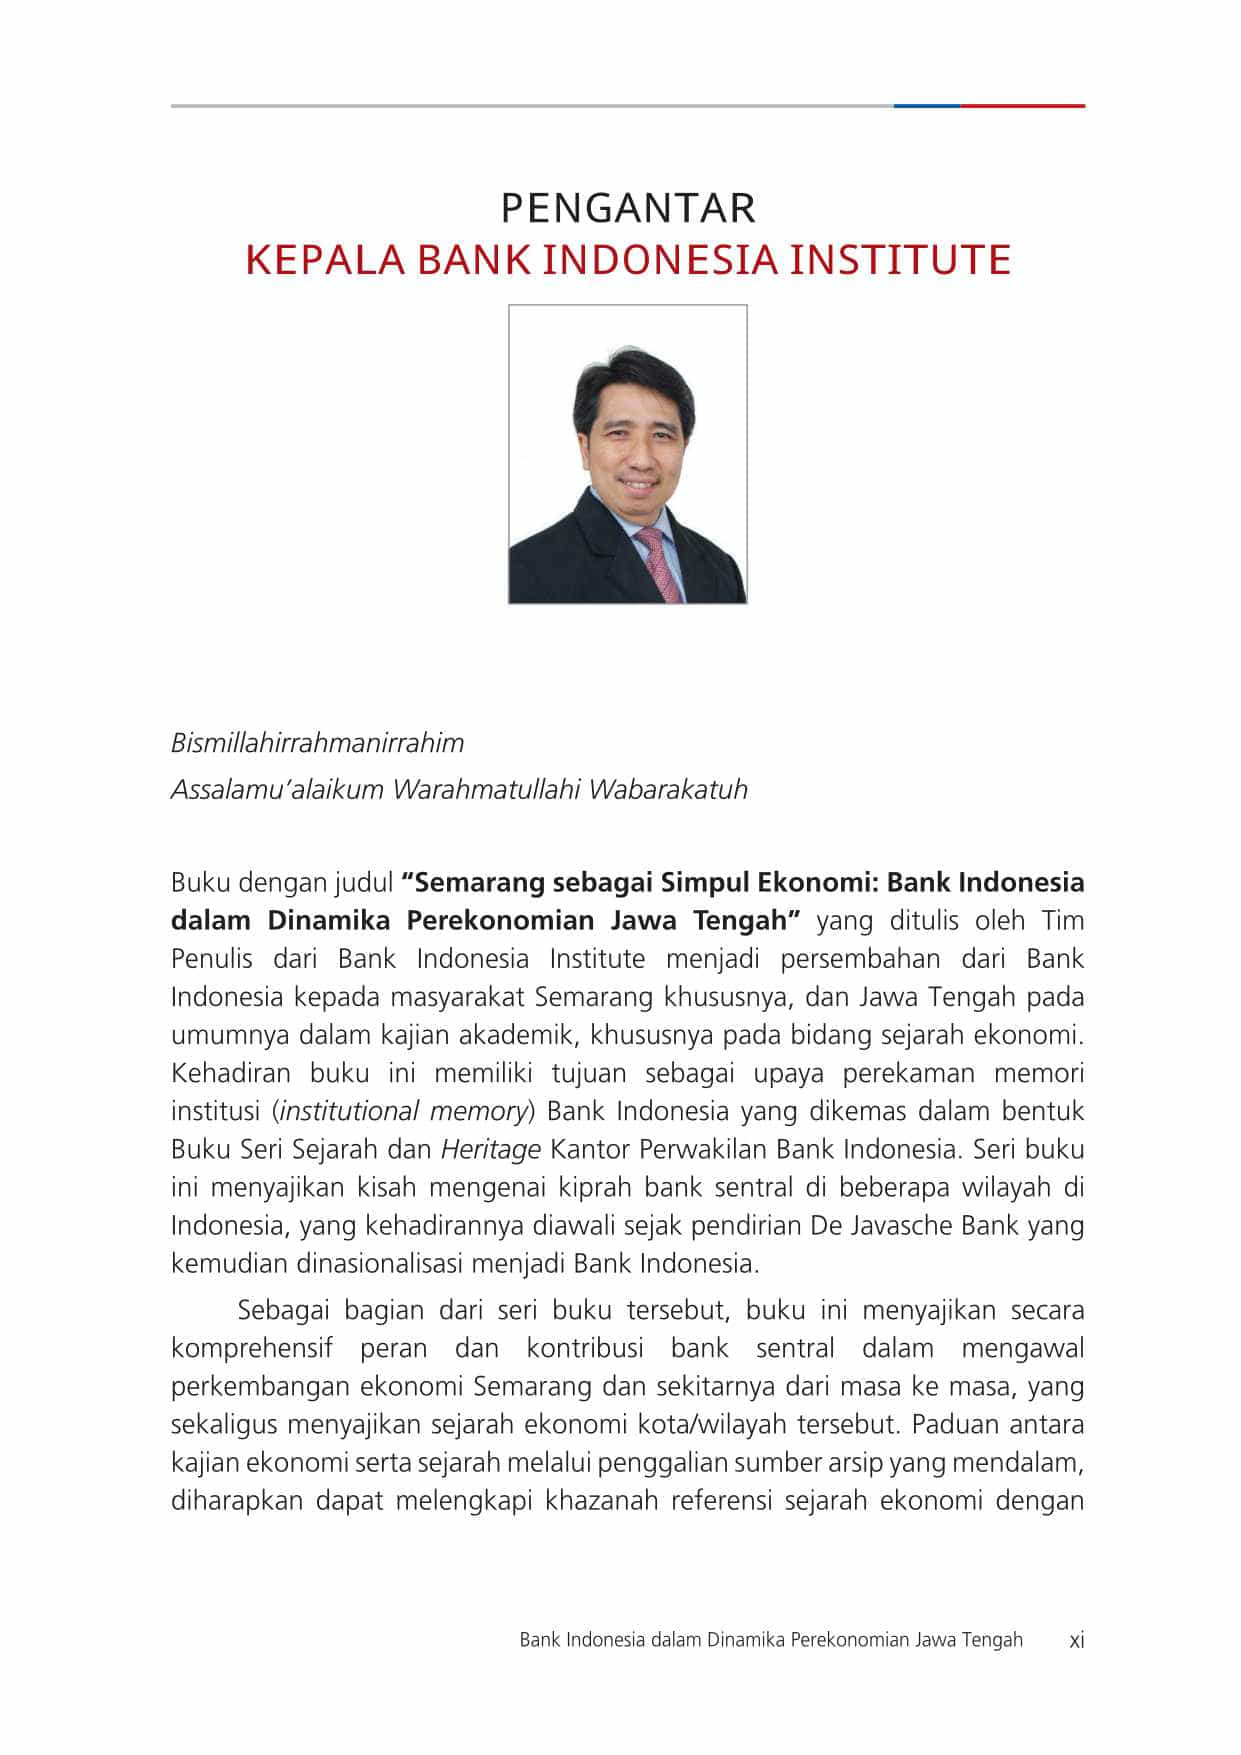 PENGANTAR
KEPALA BANK INDONESIA INSTITUTE
Bismillahirrahmanirrahim
Assalamu’alaikum Warahmatullahi Wabarakatuh
Buku dengan judul “Semarang sebagai Simpul Ekonomi: Bank Indonesia
dalam Dinamika Perekonomian Jawa Tengah” yang ditulis oleh Tim
Penulis dari Bank Indonesia Institute menjadi persembahan dari Bank
Indonesia kepada masyarakat Semarang khususnya, dan Jawa Tengah pada
umumnya dalam kajian akademik, khususnya pada bidang sejarah ekonomi.
Kehadiran buku ini memiliki tujuan sebagai upaya perekaman memori
institusi (institutional memory) Bank Indonesia yang dikemas dalam bentuk
Buku Seri Sejarah dan Heritage Kantor Perwakilan Bank Indonesia. Seri buku
ini menyajikan kisah mengenai kiprah bank sentral di beberapa wilayah di
Indonesia, yang kehadirannya diawali sejak pendirian De Javasche Bank yang
kemudian dinasionalisasi menjadi Bank Indonesia.
Sebagai bagian dari seri buku tersebut, buku ini menyajikan secara
komprehensif peran dan kontribusi bank sentral dalam mengawal
perkembangan ekonomi Semarang dan sekitarnya dari masa ke masa, yang
sekaligus menyajikan sejarah ekonomi kota/wilayah tersebut. Paduan antara
kajian ekonomi serta sejarah melalui penggalian sumber arsip yang mendalam,
diharapkan dapat melengkapi khazanah referensi sejarah ekonomi dengan
Bank Indonesia dalam Dinamika Perekonomian Jawa Tengah xi